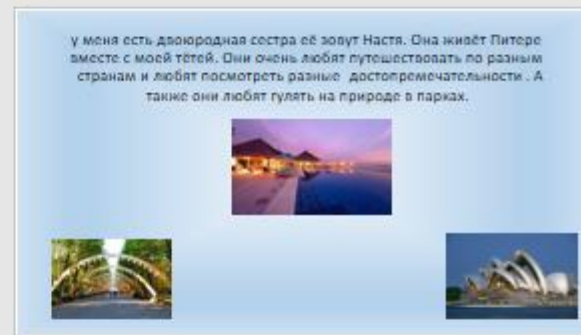 у меня есть двоюродная сестра её зовут Настя. Она живёт Питере
вместе с моей тётей. Они очень любят путешествовать по разным
странам и любят посмотреть разные достопремечательности . А
также они любят гулять на природе в парках.